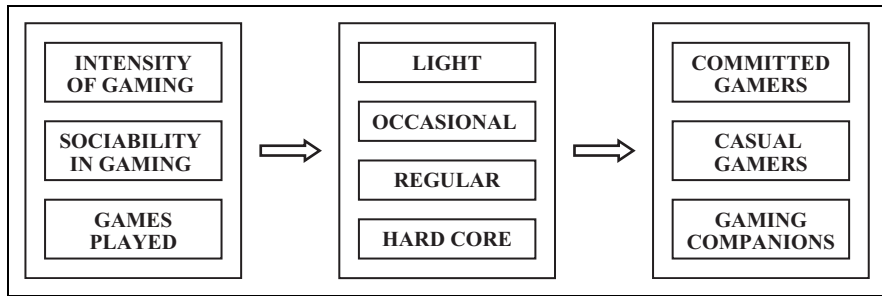 INTENSITY
OF GAMING
SOCIABILITY
IN GAMING
GAMES
PLAYED
LIGHT
OCCASIONAL
REGULAR
HARD CORE
COMMITTED
GAMERS
CASUAL
GAMERS
GAMING
COMPANIONS